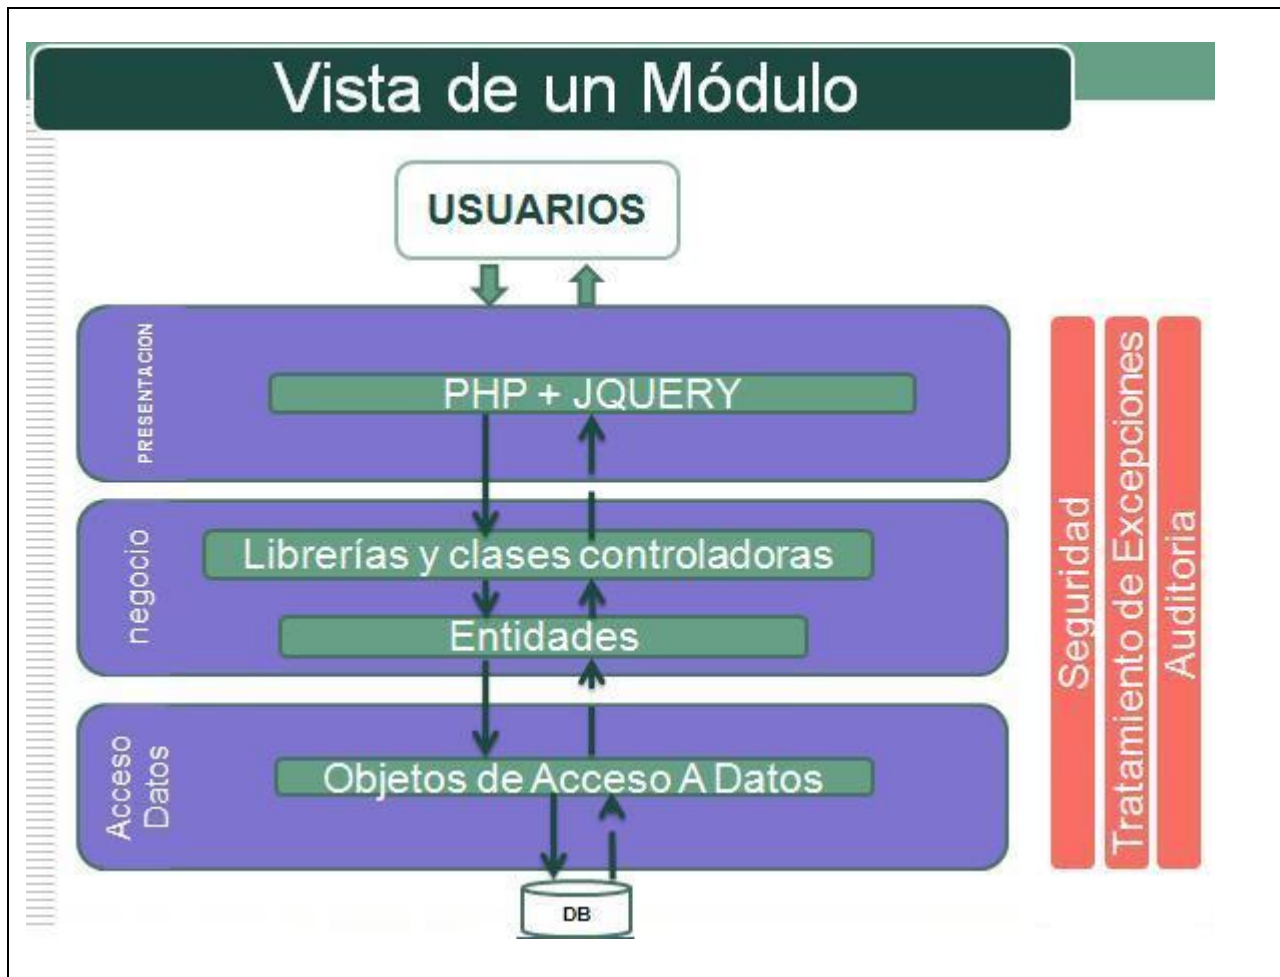 Vista de un Módulo
USUARIOS
PRESENTACION
PHP + JQUERY
negocio
Librerías y clases controladoras
Entidades
Acceso
Datos
Objetos de Acceso A Datos
DB
Seguridad
Tratamiento de Excepciones
Auditoria